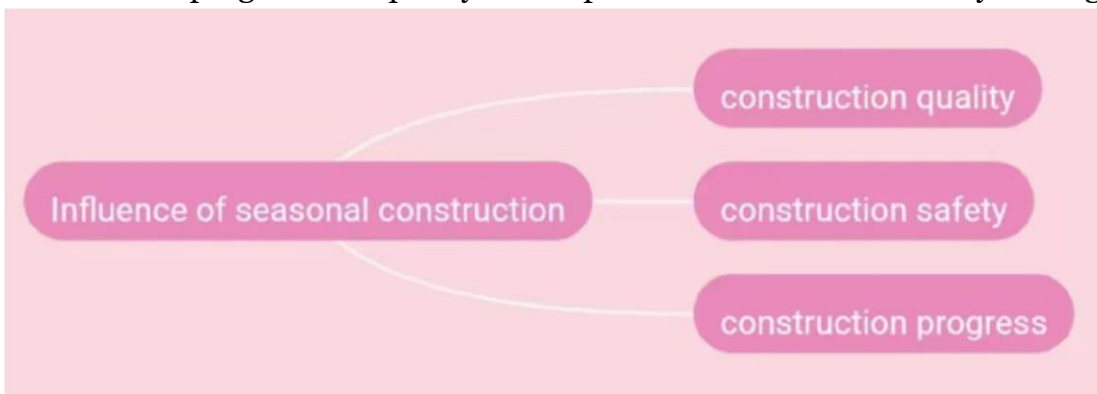 construction quality
Influence of seasonal construction
construction safety
construction progress